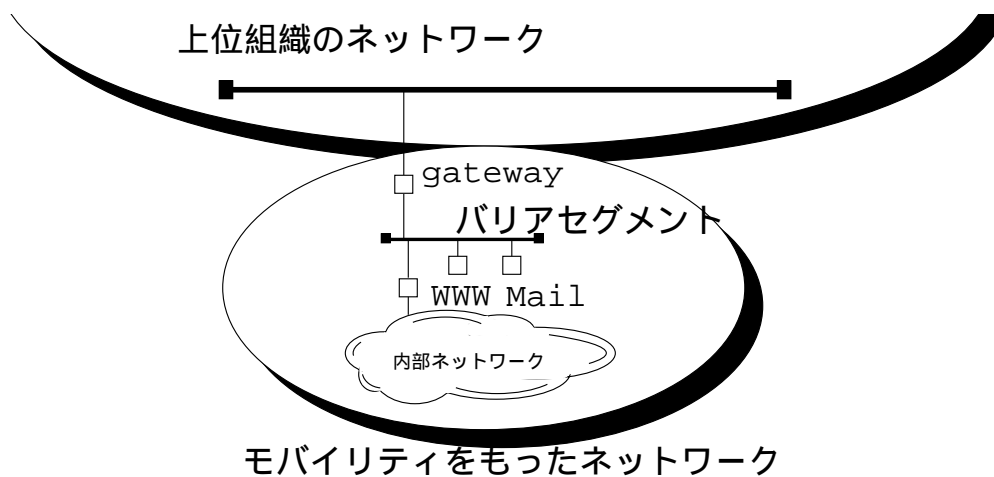 上位組織のネットワーク
gateway
バリアセグメント
WWW Mail
内部ネットワーク
モバイリティをもったネットワーク